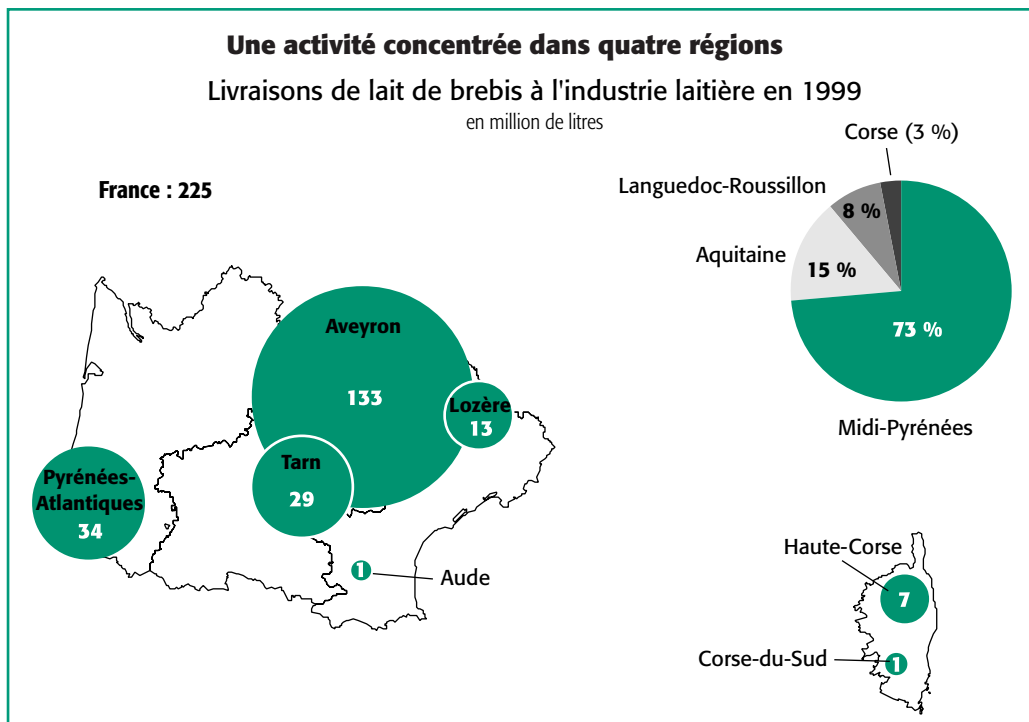 Une activité concentrée dans quatre régions
Livraisons de lait de brebis à l'industrie laitière en 1999
en million de litres
France : 225
Corse (3 %)
Languedoc-Roussillon
8 %
Aquitaine
15 %
73 %
Midi-Pyrénées
Aveyron
133
Lozère
13
Tarn
29
Pyrénées-
Atlantiques
34
1
Aude
Haute-Corse
7
Corse-du-Sud
1